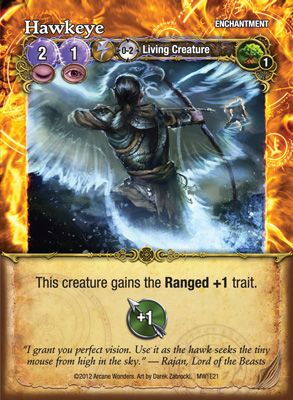 Hawkeye
ENCHANTMENT
2 1 0-2 Living Creature 1
This creature gains the Ranged +1 trait.
+1
"I grant you perfect vision. Use it as the hawk seeks the tiny
mouse from high in the sky." — Rajan, Lord of the Beasts
©2012 Arcane Wonders. Art by Darek Zabrocki. MW1E21